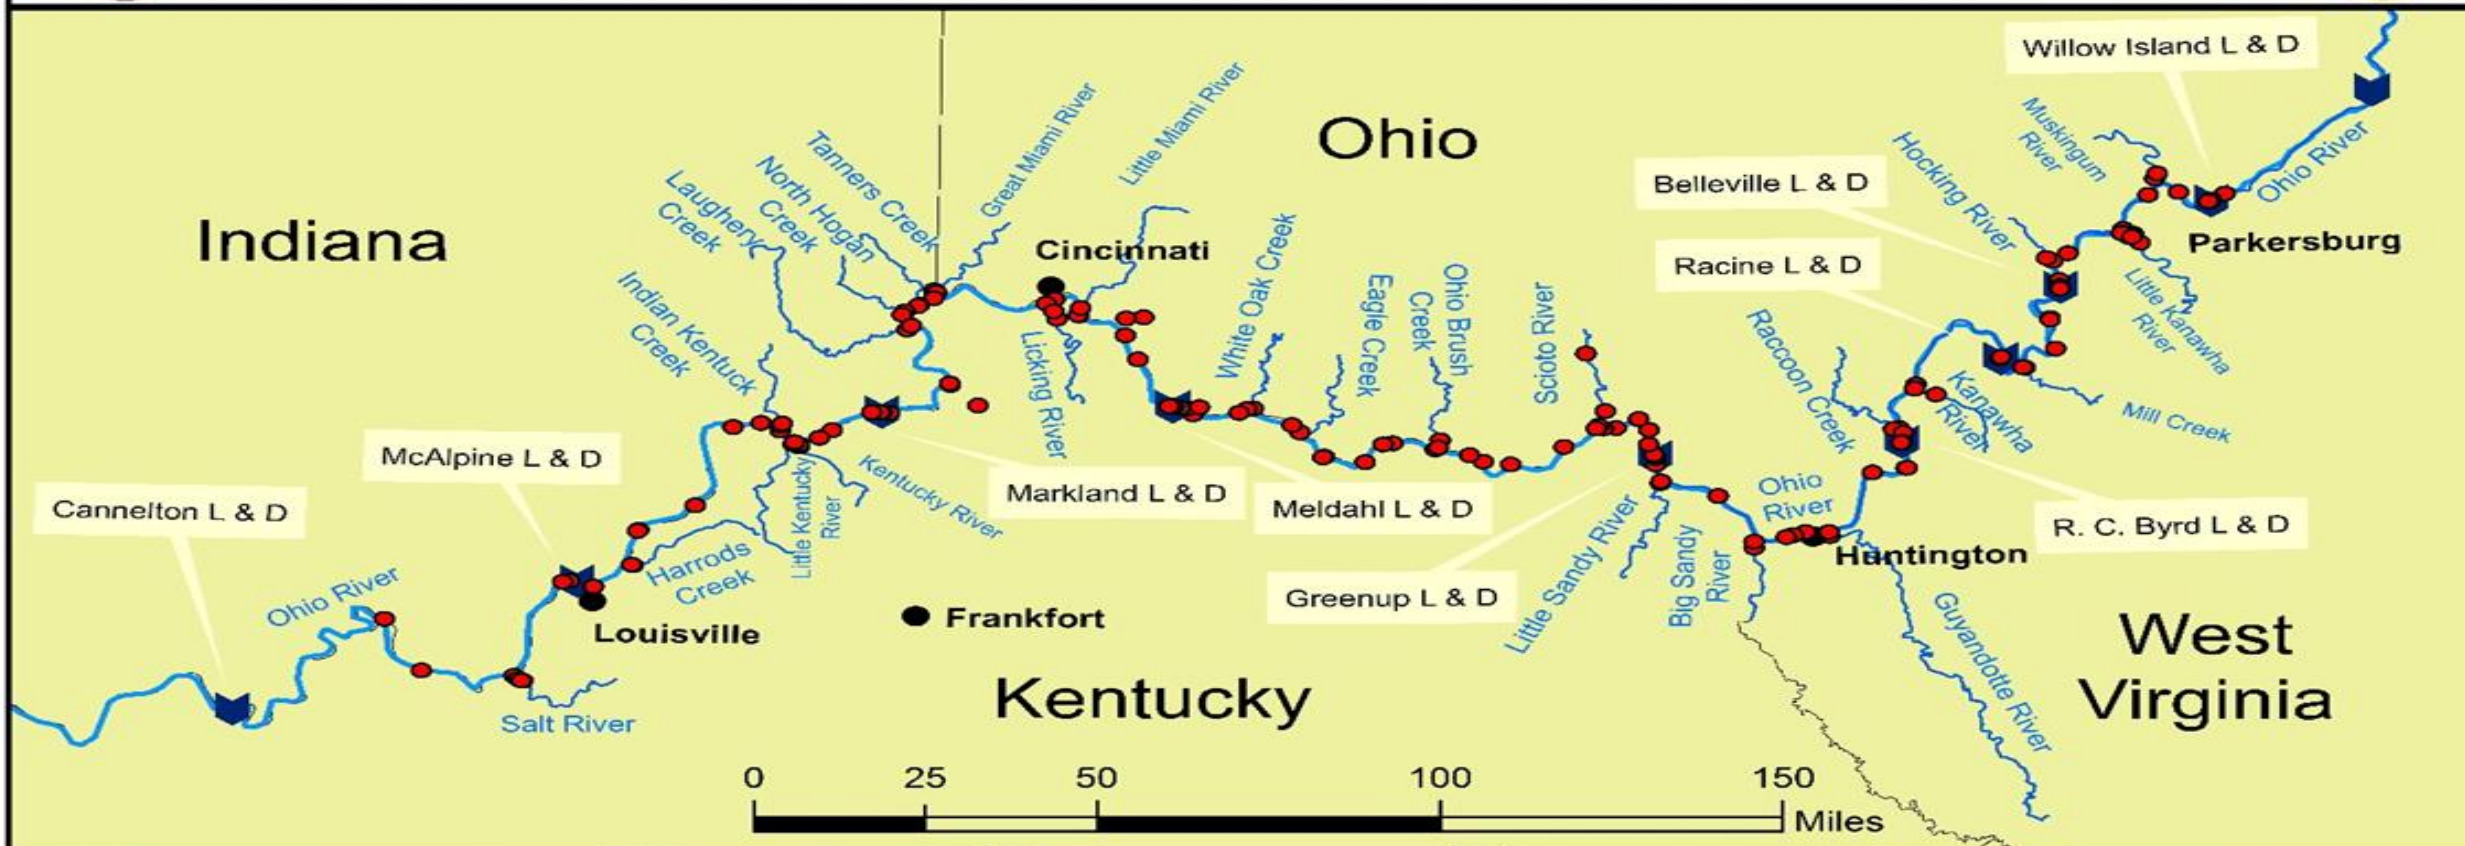 Willow Island L & D
Ohio
Muskingum
River
Hocking River
Ohio River
Belleville L & D
Parkersburg
Racine L & D
Little Kanawha
River
Indiana
Laughery
Creek
North Hogan
Creek
Tanners Creek
Great Miami River
Little Miami River
Cincinnati
White Oak Creek
Eagle Creek
Ohio Brush
Creek
Scioto River
Raccoon Creek
Kanawha
River
Mill Creek
Indian Kentuck
Creek
Licking River
McAlpine L & D
Cannelton L & D
Kentucky River
Little Kentucky
River
Markland L & D
Meldahl L & D
Ohio
River
R. C. Byrd L & D
Huntington
Harrods
Creek
Ohio River
Louisville
Frankfort
Greenup L & D
Little Sandy River
Big Sandy
River
Guyandotte River
West
Virginia
Kentucky
Salt River
0 25 50 100 150
Miles